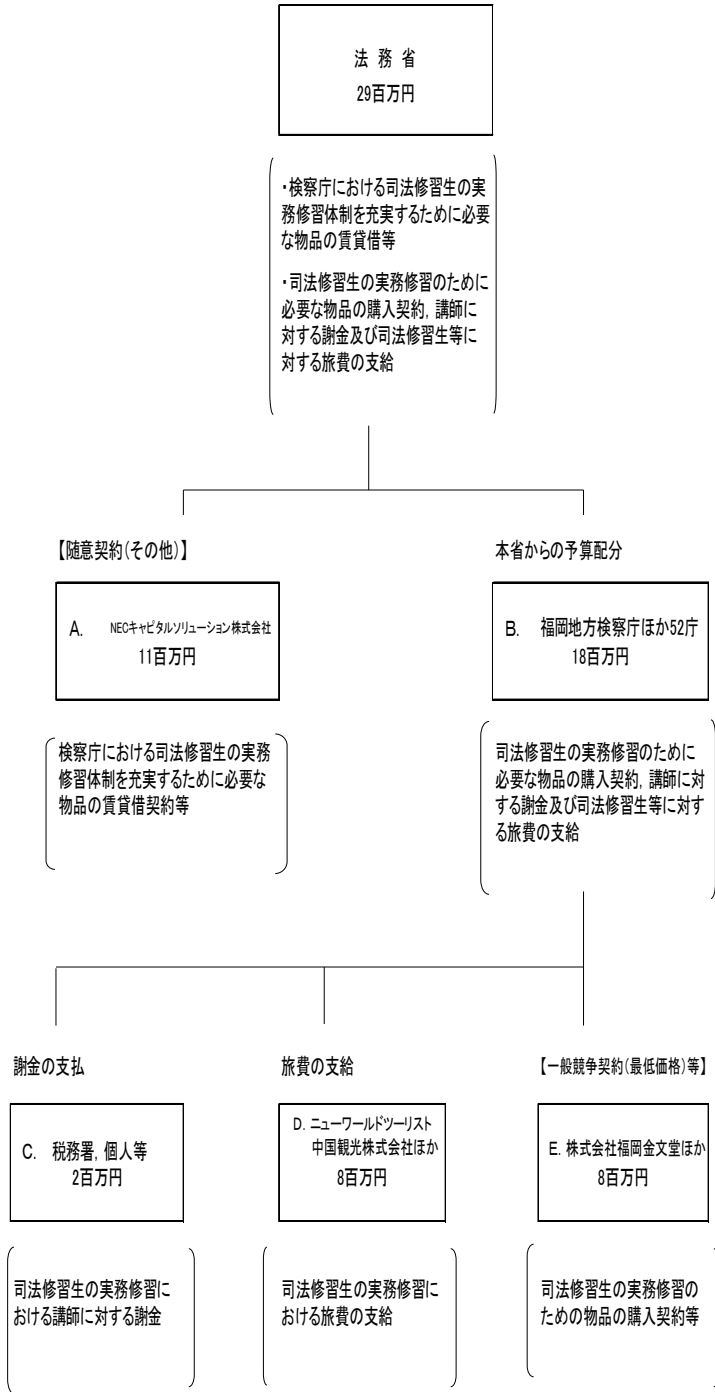 法 務 省
29百万円
・検察庁における司法修習生の実
務修習体制を充実するために必要
な物品の賃貸借等
・司法修習生の実務修習のために
必要な物品の購入契約，講師に
対する謝金及び司法修習生等に
対する旅費の支給
【随意契約(その他)】
本省からの予算配分
A. NECキャピタルソリューション株式会社
11百万円
B. 福岡地方検察庁ほか52庁
18百万円
検察庁における司法修習生の実務
修習体制を充実するために必要な
物品の賃貸借契約等
司法修習生の実務修習のために
必要な物品の購入契約，講師に対
する謝金及び司法修習生等に対す
る旅費の支給
謝金の支払
旅費の支給
【一般競争契約(最低価格)等】
C. 税務署，個人等
2百万円
D. ニューワールドツーリスト
中国観光株式会社ほか
8百万円
E. 株式会社福岡金文堂ほか
8百万円
司法修習生の実務修習に
おける講師に対する謝金
司法修習生の実務修習に
おける旅費の支給
司法修習生の実務修習の
ための物品の購入契約等